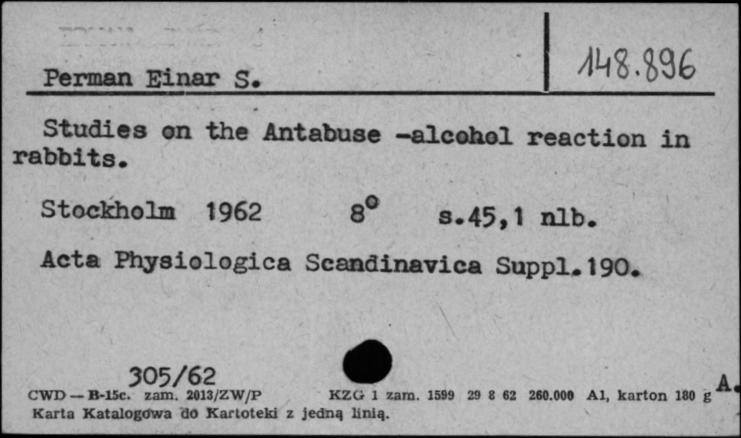 148.896
Perman Einar S.
Studies on the Antabuse -alcohol reaction in
rabbits.
Stockholm 1962 8° s.45,1 nlb.
Acta Physiologica Scandinavica Suppl.190.
305/62
A.
CWD — B-15c. zam. 2013/ZW/P KZG 1 zam. 1599 29 8 62 260.000 A1, karton 180 g
Karta Katalogowa do Kartoteki z jedną linią.